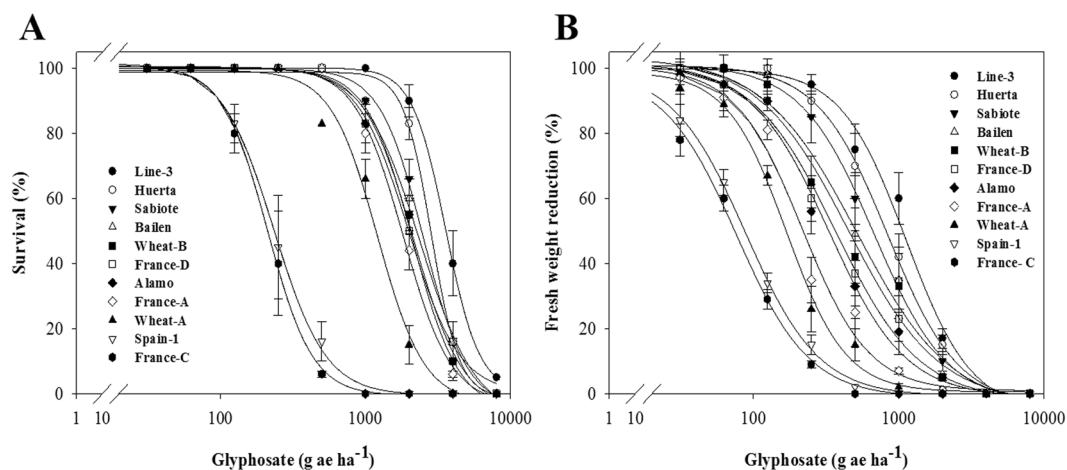 A
Survival (%)
100
80
60
40
20
0
Line-3
Huerta
Sabiote
Bailen
Wheat-B
France-D
Alamo
France-A
Wheat-A
Spain-1
France-C
1 10 100 1000 10000
Glyphosate (g ae ha-1)
B
Fresh weight reduction (%)
100
80
60
40
20
0
Line-3
Huerta
Sabiote
Bailen
Wheat-B
France-D
Alamo
France-A
Wheat-A
Spain-1
France- C
1 10 100 1000 10000
Glyphosate (g ae ha-1)